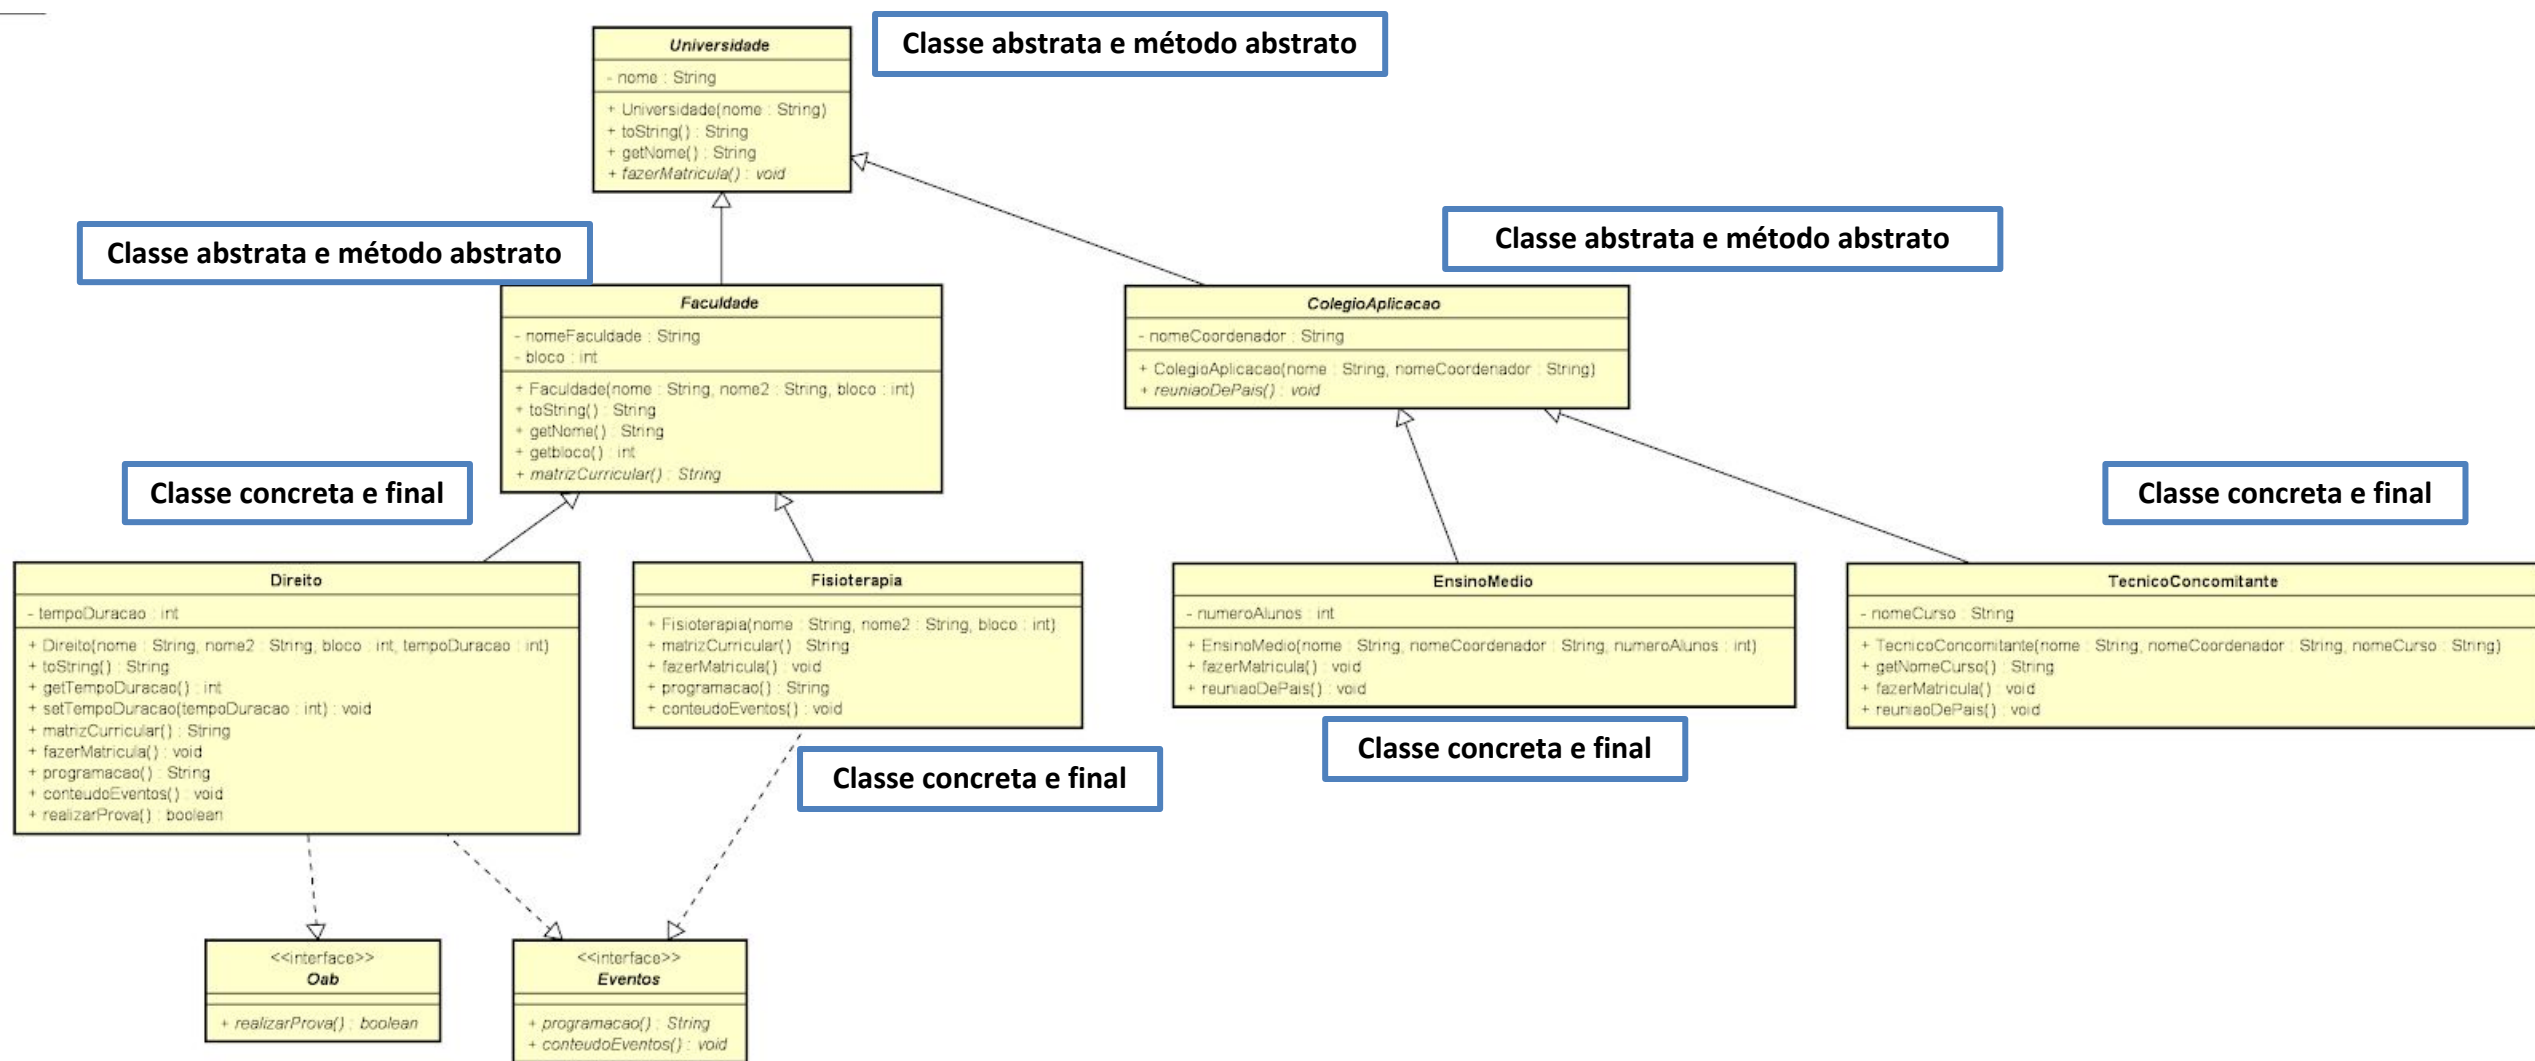 Universidade
- nome : String
+ Universidade(nome : String)
+ toString() : String
+ getNome() : String
+ fazerMatricula() : void
Classe abstrata e método abstrato
Classe abstrata e método abstrato
Classe abstrata e método abstrato
Faculdade
- nomeFaculdade : String
- bloco : int
+ Faculdade(nome : String, nome2 : String, bloco : int)
+ toString() : String
+ getNome() : String
+ getbloco() : int
+ matrizCurricular() : String
ColegioAplicacao
- nomeCoordenador : String
+ ColegioAplicacao(nome : String, nomeCoordenador : String)
+ reuniaoDePais() : void
Classe concreta e final
Classe concreta e final
Direito
- tempoDuracao : int
+ Direito(nome : String, nome2 : String, bloco : int, tempoDuracao : int)
+ toString() : String
+ getTempoDuracao() : int
+ setTempoDuracao(tempoDuracao : int) : void
+ matrizCurricular() : String
+ fazerMatricula() : void
+ programacao() : String
+ conteudoEventos() : void
+ realizarProva() : boolean
Fisioterapia
+ Fisioterapia(nome : String, nome2 : String, bloco : int)
+ matrizCurricular() : String
+ fazerMatricula() : void
+ programacao() : String
+ conteudoEventos() : void
EnsinoMedio
- numeroAlunos : int
+ EnsinoMedio(nome : String, nomeCoordenador : String, numeroAlunos : int)
+ fazerMatricula() : void
+ reuniaoDePais() : void
TecnicoConcomitante
- nomeCurso : String
+ TecnicoConcomitante(nome : String, nomeCoordenador : String, nomeCurso : String)
+ getNomeCurso() : String
+ fazerMatricula() : void
+ reuniaoDePais() : void
Classe concreta e final
Classe concreta e final
<<interface>>
Oab
+ realizarProva() : boolean
<<interface>>
Eventos
+ programacao() : String
+ conteudoEventos() : void